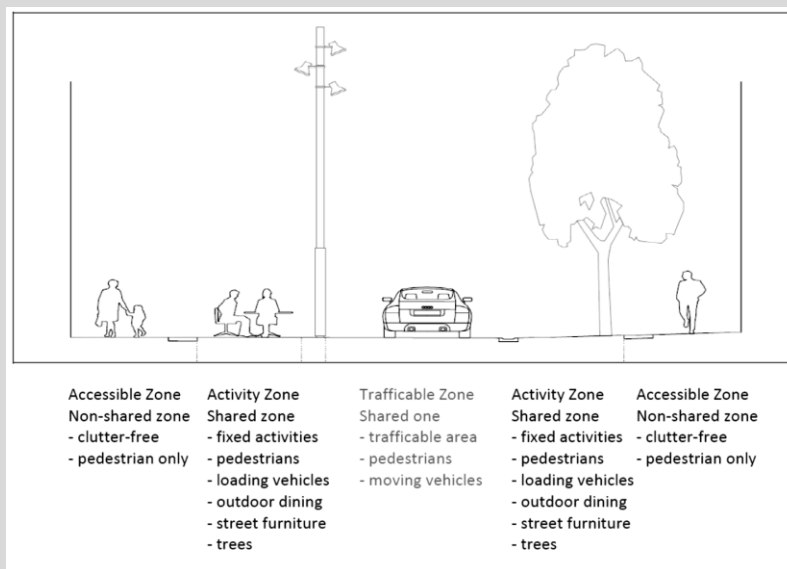 Accessible Zone
Non-shared zone
- clutter-free
- pedestrian only
Activity Zone
Shared zone
- fixed activities
- pedestrians
- loading vehicles
- outdoor dining
- street furniture
- trees
Trafficable Zone
Shared one
- trafficable area
- pedestrians
- moving vehicles
Activity Zone
Shared zone
- fixed activities
- pedestrians
- loading vehicles
- outdoor dining
- street furniture
- trees
Accessible Zone
Non-shared zone
- clutter-free
- pedestrian only